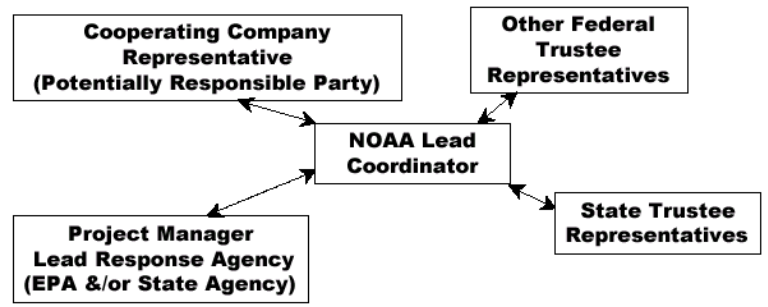 Cooperating Company
Representative
(Potentially Responsible Party)
Other Federal
Trustee
Representatives
NOAA Lead
Coordinator
Project Manager
Lead Response Agency
(EPA &/or State Agency)
State Trustee
Representatives